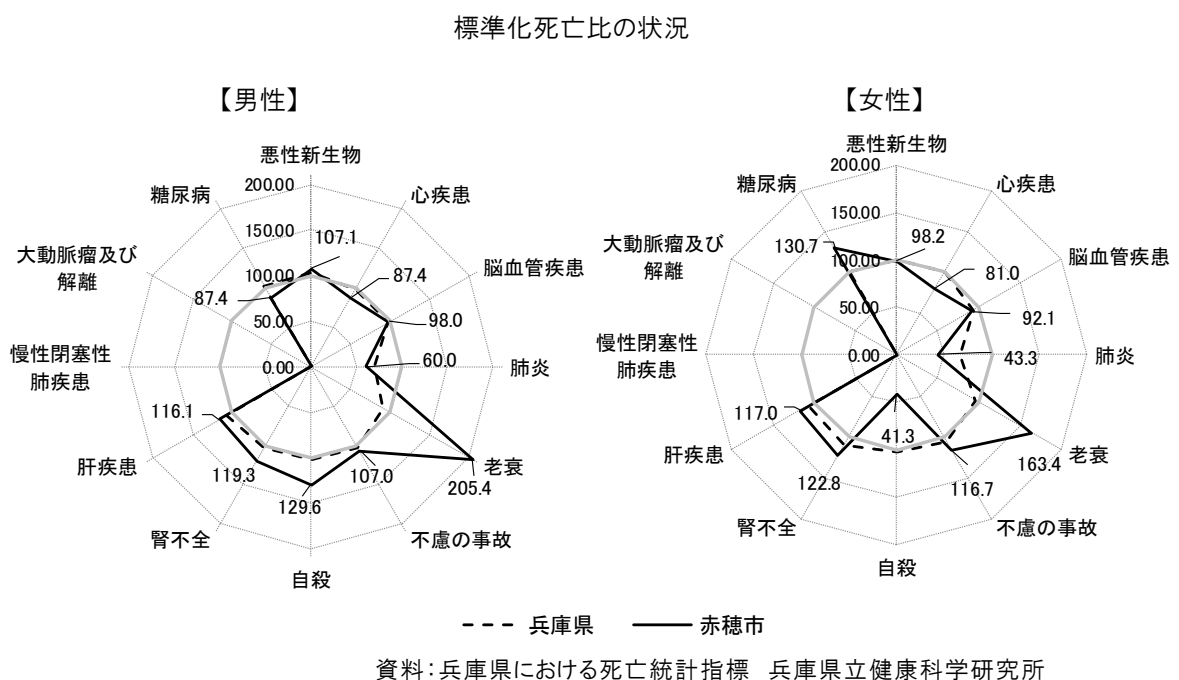 標準化死亡比の状況
【男性】
悪性新生物
心疾患
脳血管疾患
肺炎
老衰
不慮の事故
自殺
腎不全
肝疾患
慢性閉塞性
肺疾患
大動脈瘤及び
解離
糖尿病
200.00
150.00
100.00
50.00
0.00
107.1
87.4
98.0
60.0
205.4
107.0
129.6
119.3
116.1
87.4
【女性】
悪性新生物
心疾患
脳血管疾患
肺炎
老衰
不慮の事故
自殺
腎不全
肝疾患
慢性閉塞性
肺疾患
大動脈瘤及び
解離
糖尿病
200.00
150.00
100.00
50.00
0.00
98.2
81.0
92.1
43.3
163.4
116.7
41.3
122.8
117.0
130.7
兵庫県 赤穂市
資料：兵庫県における死亡統計指標 兵庫県立健康科学研究所